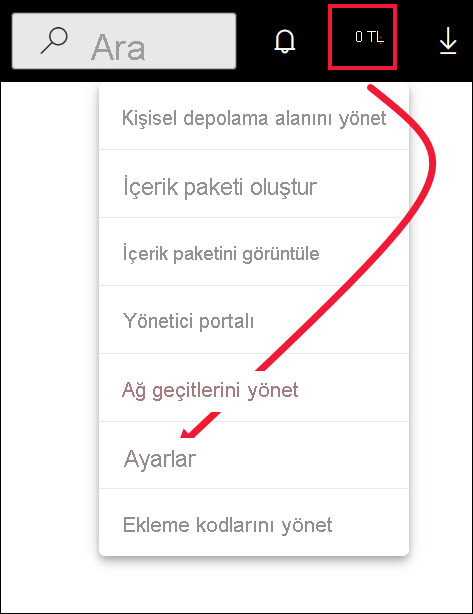 Ara
0 TL
Kişisel depolama alanını yönet
İçerik paketi oluştur
İçerik paketini görüntüle
Yönetici portalı
Ağ geçitlerini yönet
Ayarlar
Ekleme kodlarını yönet